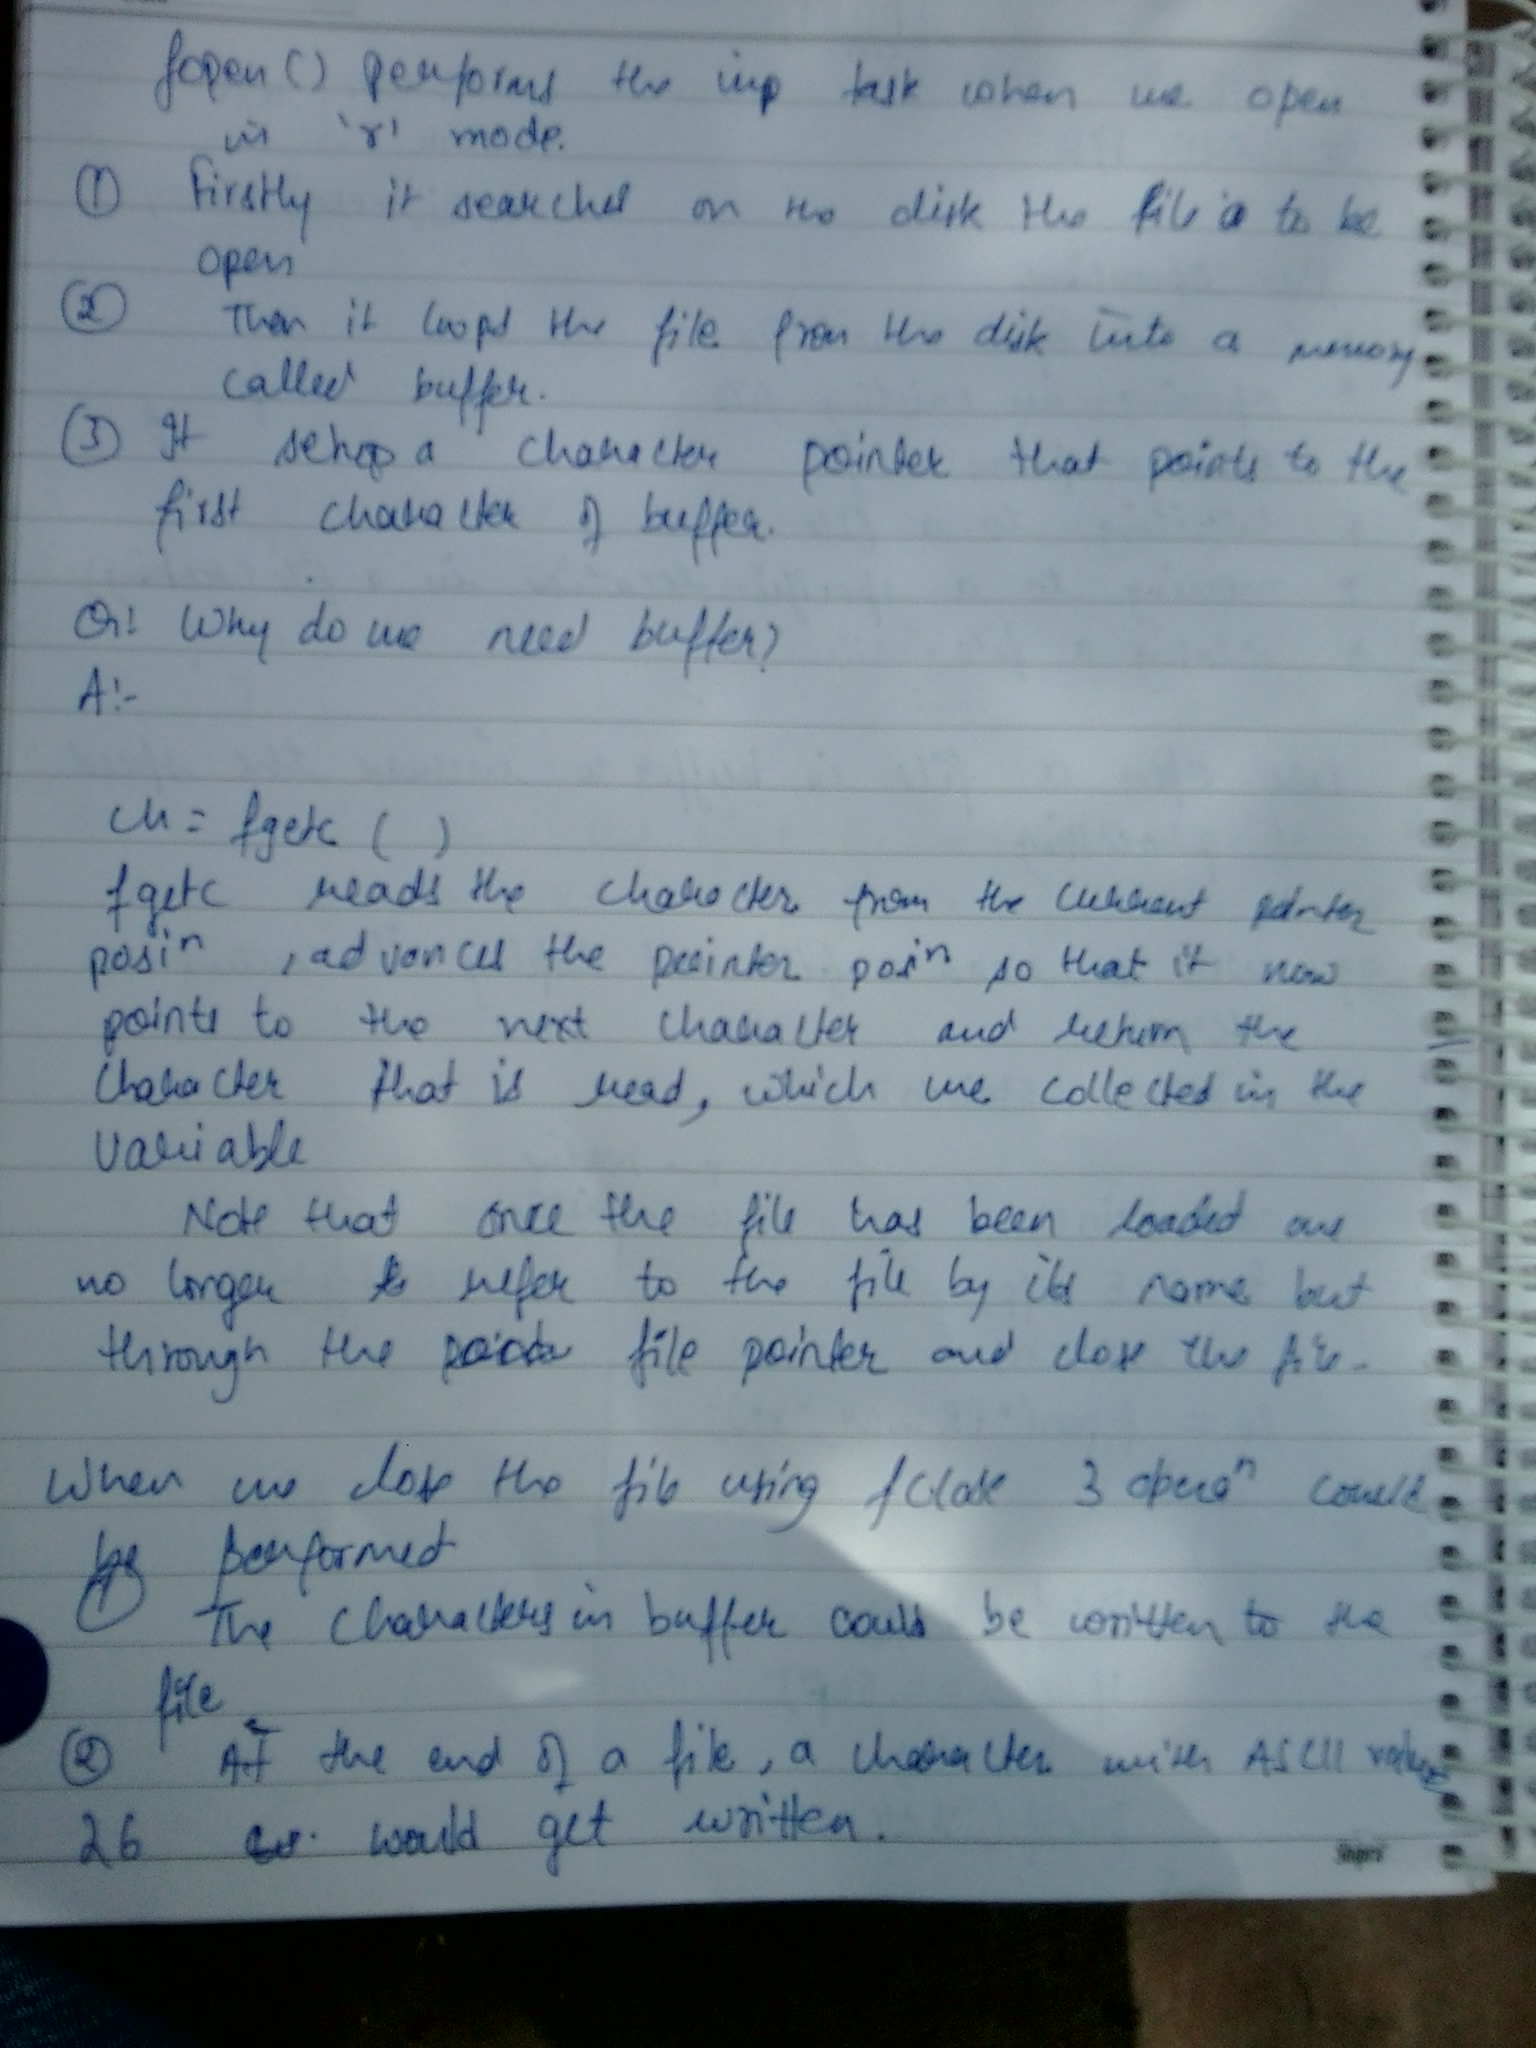 fopen() performs the imp task when we open
in 'r' mode.
① Firstly it searches on the disk the file to be
open
② Then it loops the file from the disk into a memory
called buffer.
③ It setup a character pointer that points to the
first character of buffer.
Q:! Why do we need buffer?
A!:-
ch = fgetc ( )
fgetc reads the character from the current pointer
posiⁿ , advances the pointer posiⁿ so that it now
points to the next character and return the
character that is read, which we collected in the
variable
Note that once the file has been loaded we
no longer refer to the file by its name but
through the file pointer and close the file.
When we close the file using fclose 3 operaⁿ could
be performed
① The characters in buffer could be written to the
file
② At the end of a file, a character with ASCII value
26 would get written.